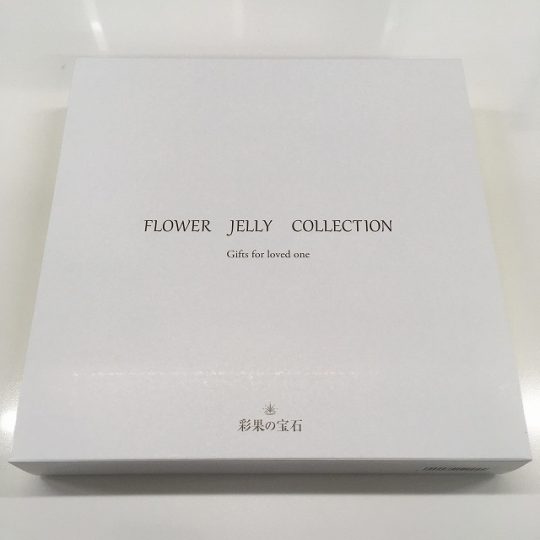 FLOWER JELLY COLLECTION
Gifts for loved one
彩果の宝石